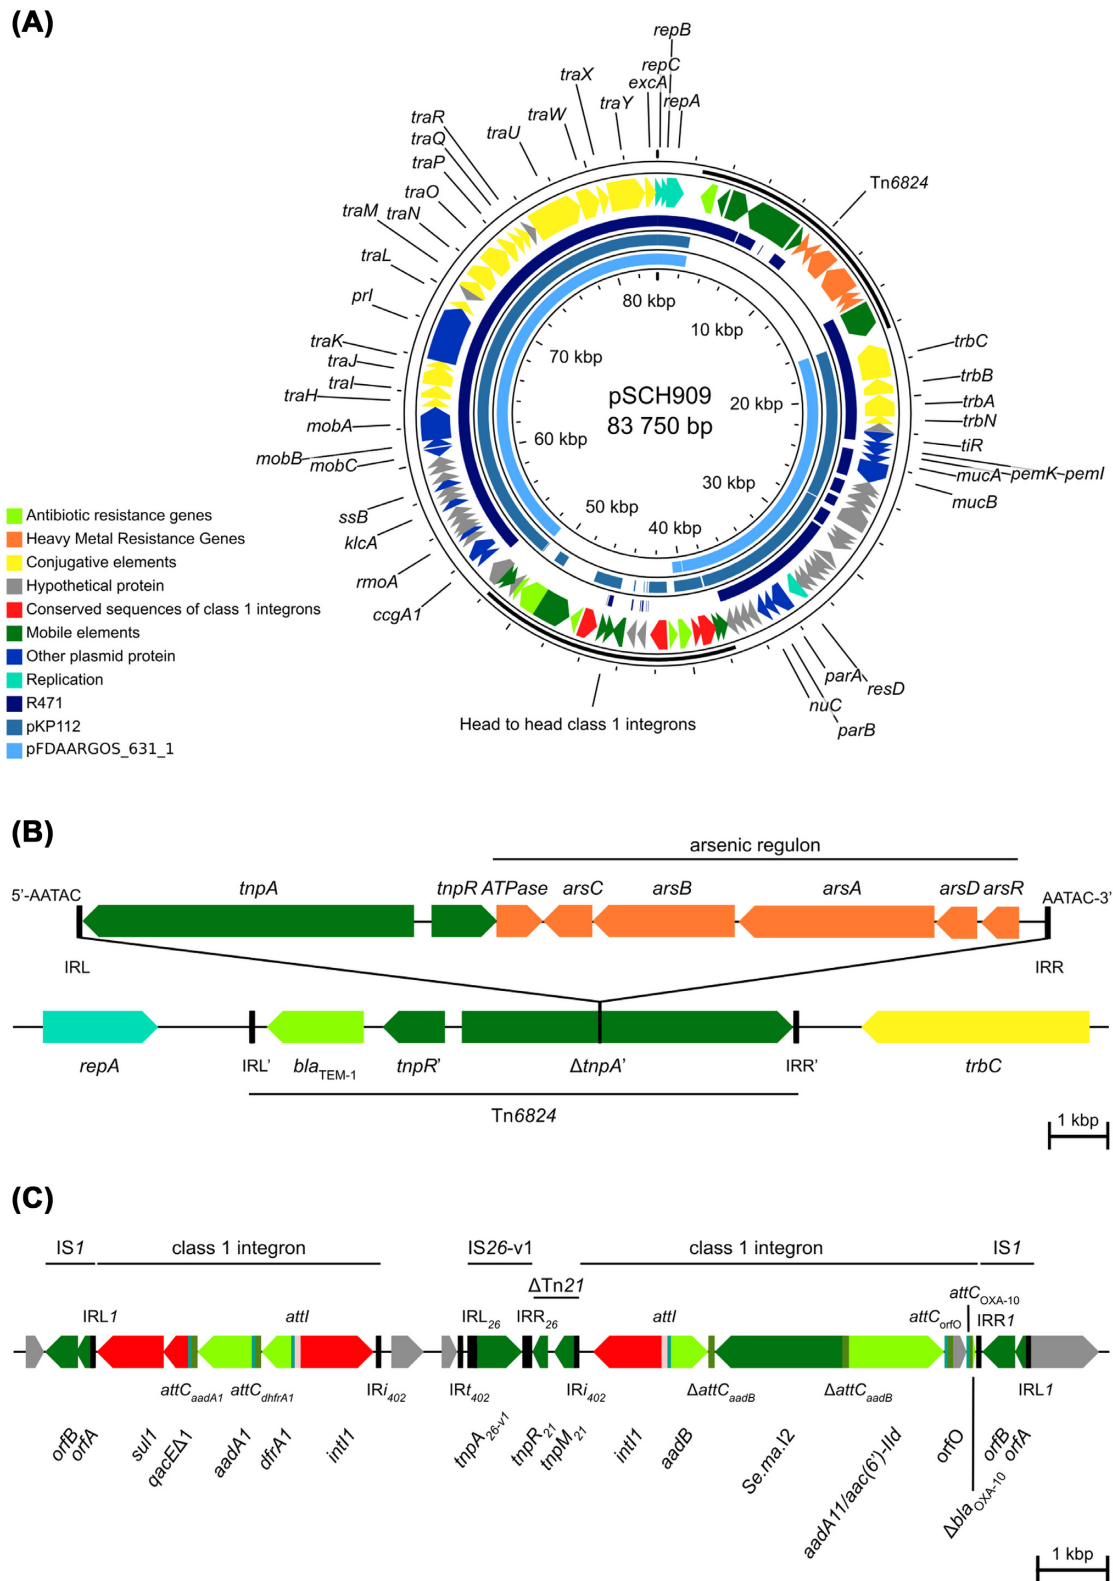 (A)
repB
repC
traX
excA
traY
repA
traW
traR
traU
traQ
traP
Tn6824
traO
traM
traN
traL
prI
80 kbp
10 kbp
trbC
traK
70 kbp
traJ
trbB
traI
pSCH909
20 kbp
trbA
traH
83 750 bp
trbN
mobA
60 kbp
tiR
mobB
mobC
mucA
pemK
pemI
30 kbp
mucB
50 kbp
ssB
40 kbp
klcA
rmoA
ccgA1
parA
resD
nuC
parB
Head to head class 1 integrons
Antibiotic resistance genes
Heavy Metal Resistance Genes
Conjugative elements
Hypothetical protein
Conserved sequences of class 1 integrons
Mobile elements
Other plasmid protein
Replication
R471
pKP112
pFDAARGOS_631_1
(B)
arsenic regulon
5'-AATAC
tnpA
tnpR ATPase arsC arsB arsA arsD arsR
AATAC-3'
IRL
IRR
repA
IRL'
blaTEM-1
tnpR'
ΔtnpA'
IRR'
trbC
Tn6824
1 kbp
(C)
IS1
class 1 integron
IS26-v1
class 1 integron
IS1
ΔTn21
attCOXA-10
IRL1
attI
IRL26
IRR26
attI
attCorfO
IRR1
attCaadA1
attCdhfrA1
IRi402
IRt402
IRi402
ΔattCaadB
ΔattCaadB
IRL1
orfB
orfA
sul1
qacEΔ1
aadA1
dfrA1
intI1
tnpA26-v1
tnpR21
tnpM21
intI1
aadB
Se.ma.I2
aadA11/aac(6')-IId
orfO
ΔblaOXA-10
orfB
orfA
1 kbp